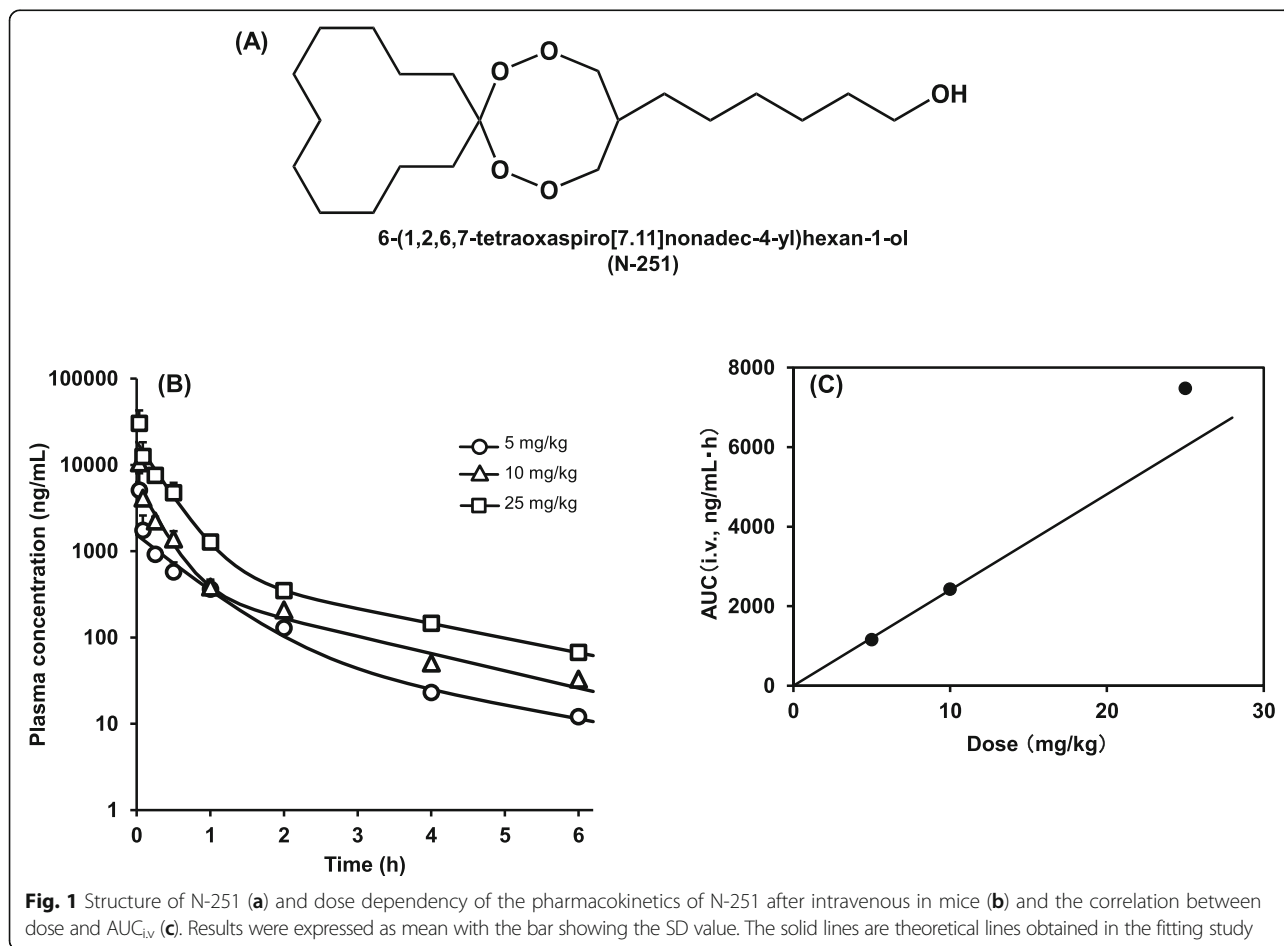 (A)
O
O
O
O
OH
6-(1,2,6,7-tetraoxaspiro[7.11]nonadec-4-yl)hexan-1-ol
(N-251)
(B)
Plasma concentration (ng/mL)
100000
10000
1000
100
10
1
0
1
2
3
4
5
6
Time (h)
5 mg/kg
10 mg/kg
25 mg/kg
(C)
AUC(i.v., ng/mL・h)
8000
6000
4000
2000
0
0
10
20
30
Dose (mg/kg)
Fig. 1 Structure of N-251 (a) and dose dependency of the pharmacokinetics of N-251 after intravenous in mice (b) and the correlation between
dose and AUCi.v (c). Results were expressed as mean with the bar showing the SD value. The solid lines are theoretical lines obtained in the fitting study